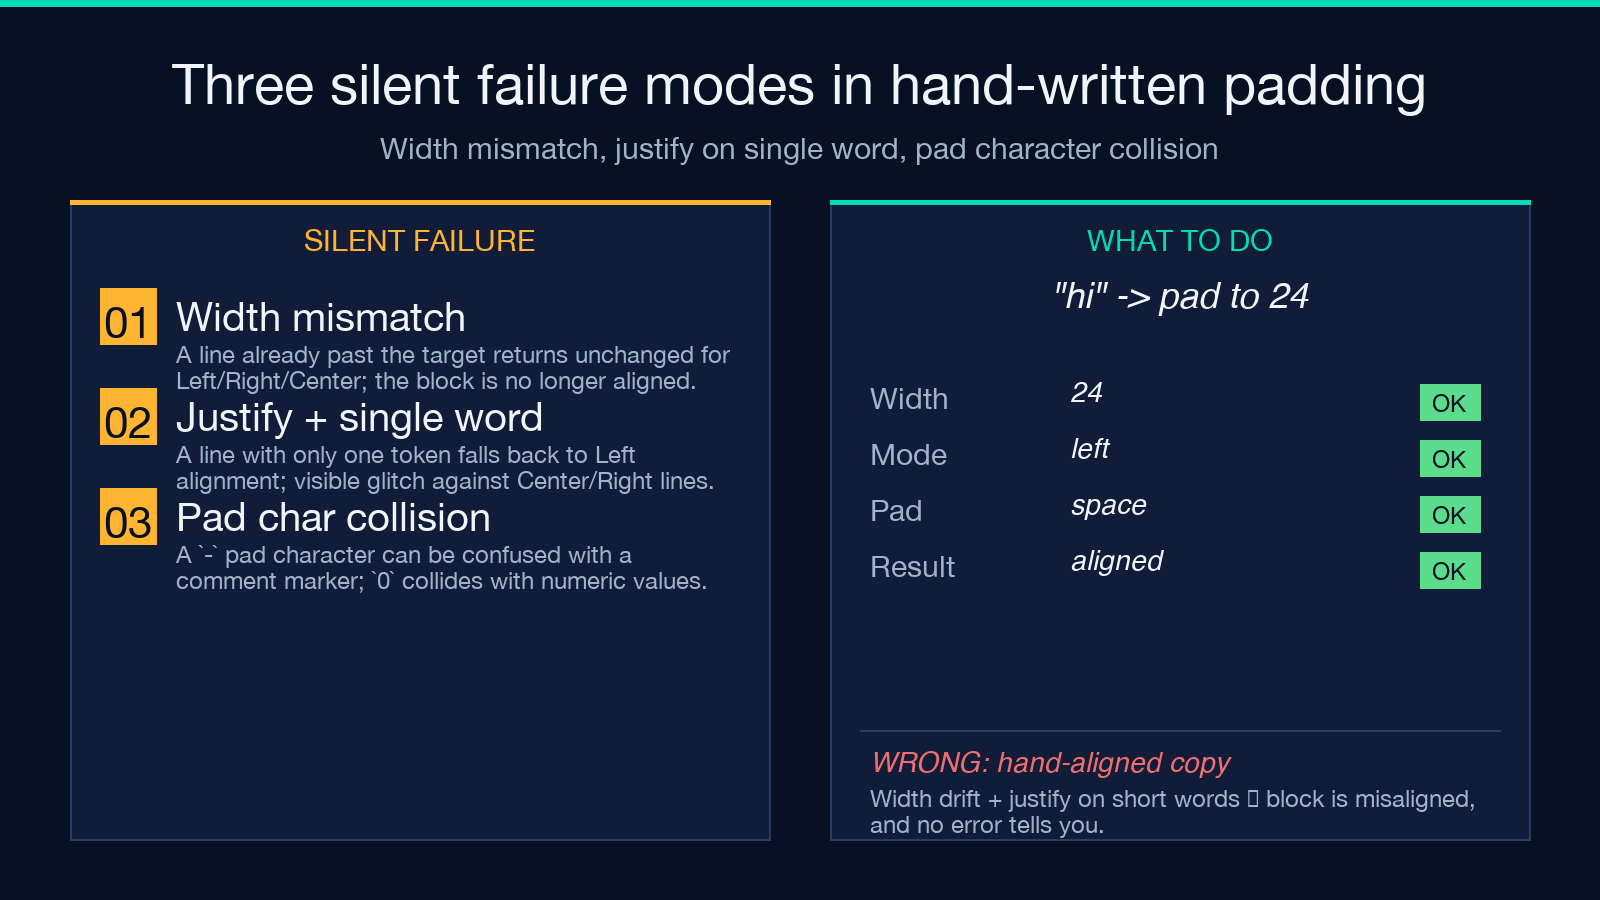 Three silent failure modes in hand-written padding
Width mismatch, justify on single word, pad character collision
SILENT FAILURE
01
Width mismatch
A line already past the target returns unchanged for
Left/Right/Center; the block is no longer aligned.
02
Justify + single word
A line with only one token falls back to Left
alignment; visible glitch against Center/Right lines.
03
Pad char collision
A `-` pad character can be confused with a
comment marker; `0` collides with numeric values.
WHAT TO DO
"hi" -> pad to 24
Width 24 OK
Mode left OK
Pad space OK
Result aligned OK
WRONG: hand-aligned copy
Width drift + justify on short words ▯ block is misaligned,
and no error tells you.